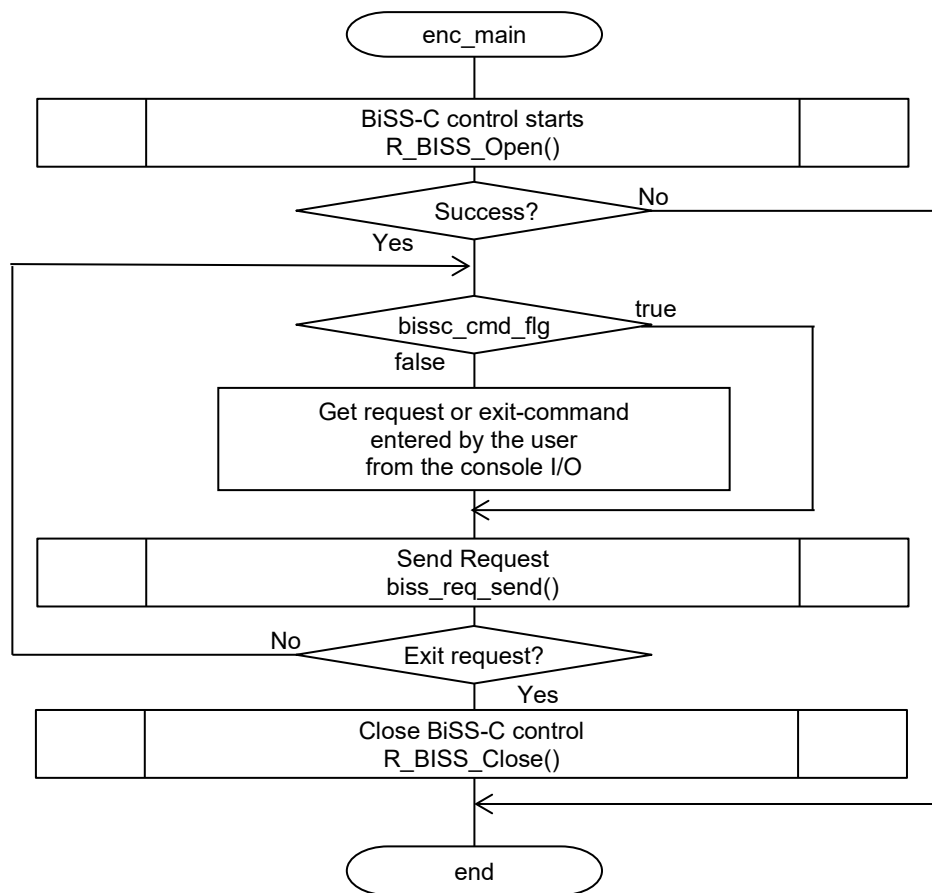 enc_main
BiSS-C control starts
R_BISS_Open()
Success?
No
Yes
bissc_cmd_flg
true
false
Get request or exit-command
entered by the user
from the console I/O
Send Request
biss_req_send()
No
Exit request?
Yes
Close BiSS-C control
R_BISS_Close()
end